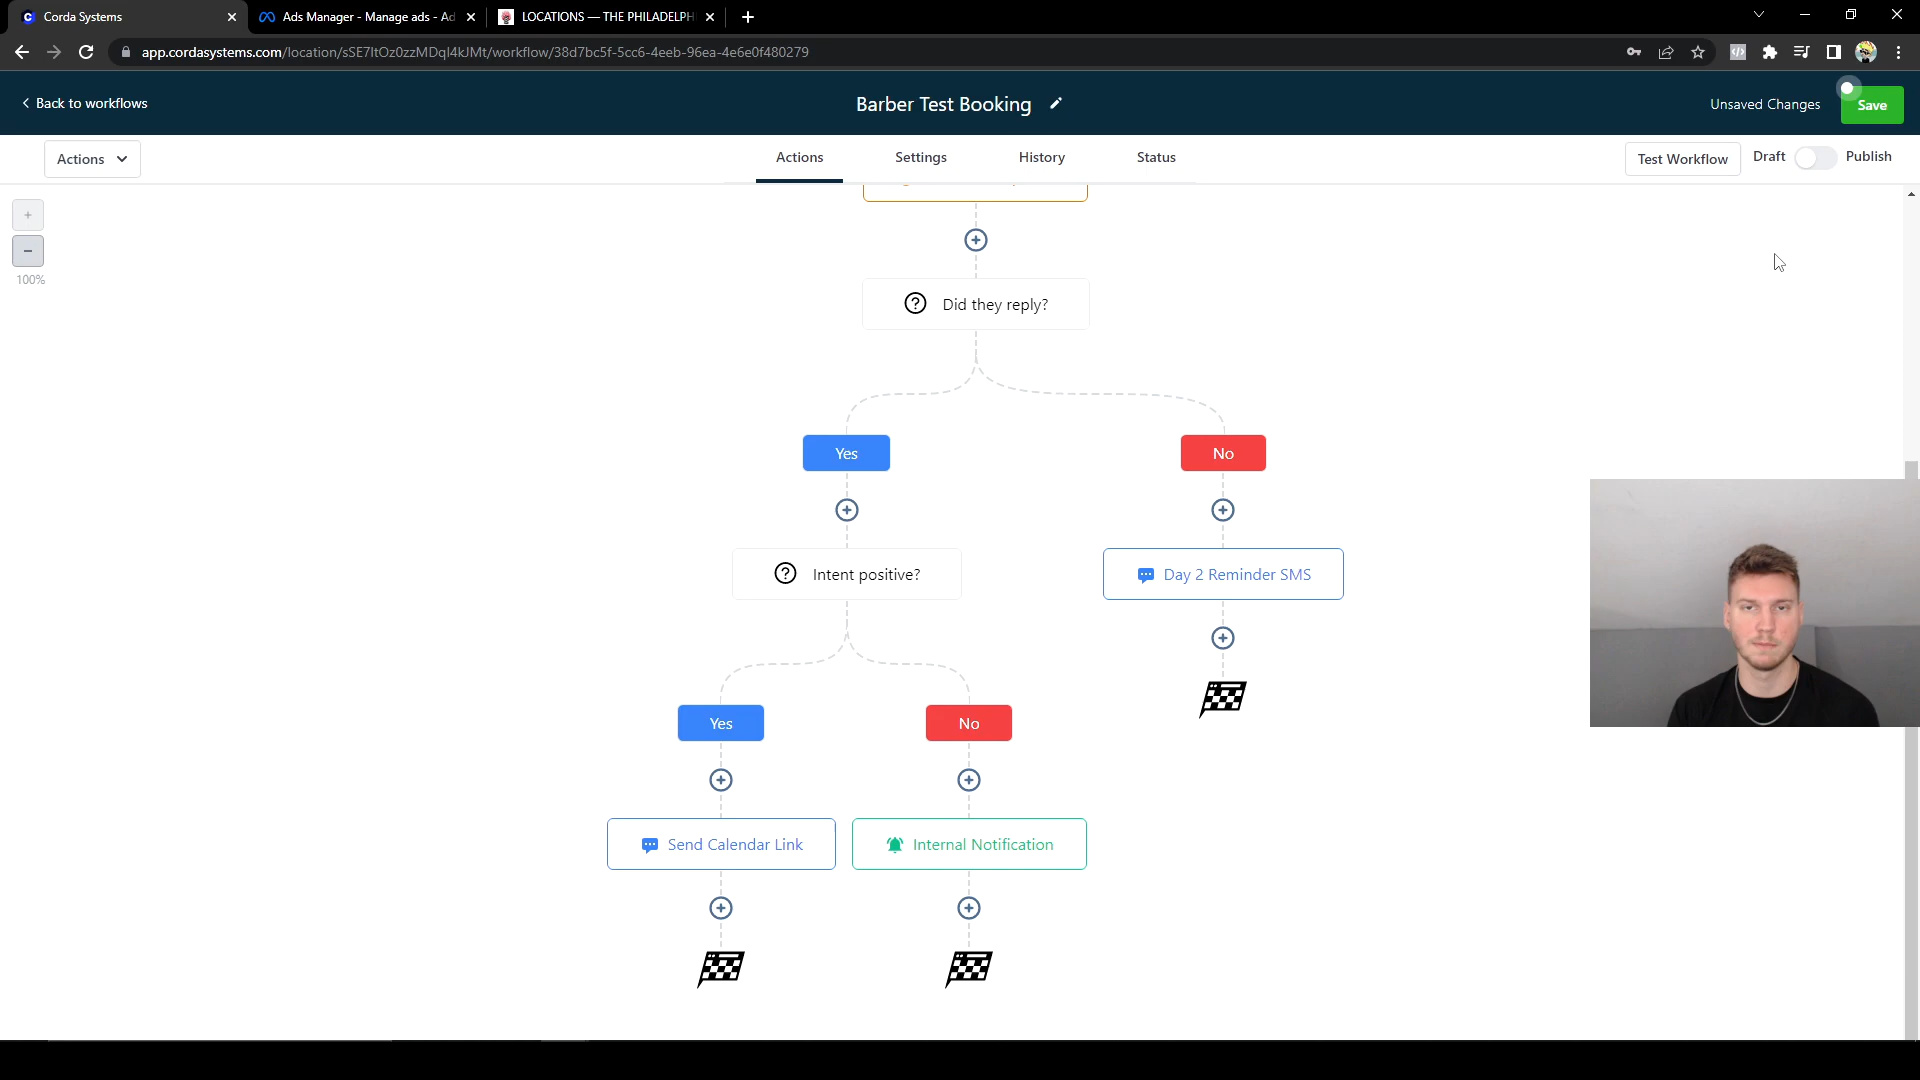 Corda Systems
Ads Manager - Manage ads - Ad
LOCATIONS — THE PHILADELPH
app.cordasystems.com/location/sSE7ItOz0zzMDqI4kJMt/workflow/38d7bc5f-5cc6-4eeb-96ea-4e6e0f480279
Back to workflows
Barber Test Booking
Unsaved Changes
Save
Actions
Actions
Settings
History
Status
Test Workflow
Draft
Publish
100%
Did they reply?
Yes
No
Intent positive?
Day 2 Reminder SMS
Yes
No
Send Calendar Link
Internal Notification